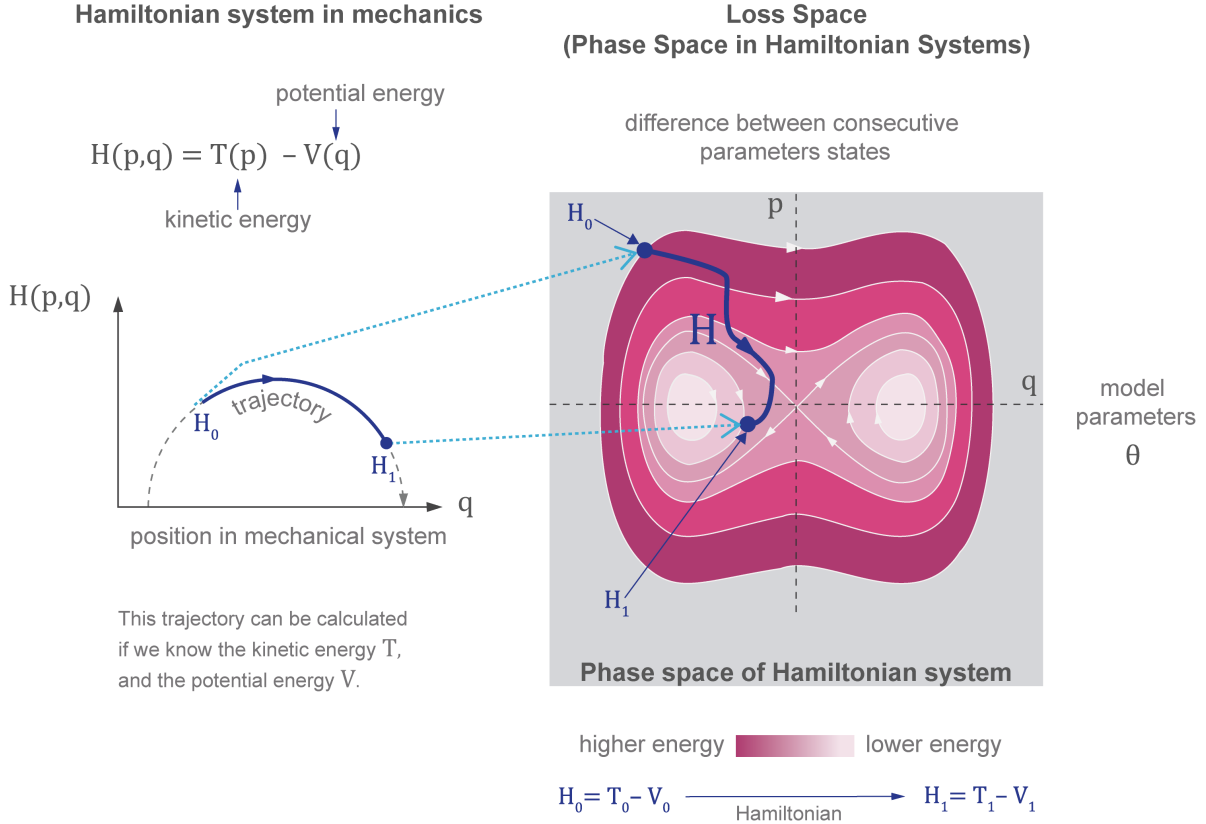 Hamiltonian system in mechanics
potential energy
H(p,q) = T(p) – V(q)
kinetic energy
H(p,q)
trajectory
H₀
H₁
q
position in mechanical system
This trajectory can be calculated
if we know the kinetic energy T,
and the potential energy V.
Loss Space
(Phase Space in Hamiltonian Systems)
difference between consecutive
parameters states
p
H₀
H
q
model
parameters
θ
H₁
Phase space of Hamiltonian system
higher energy
lower energy
H₀= T₀– V₀
Hamiltonian
H₁= T₁– V₁